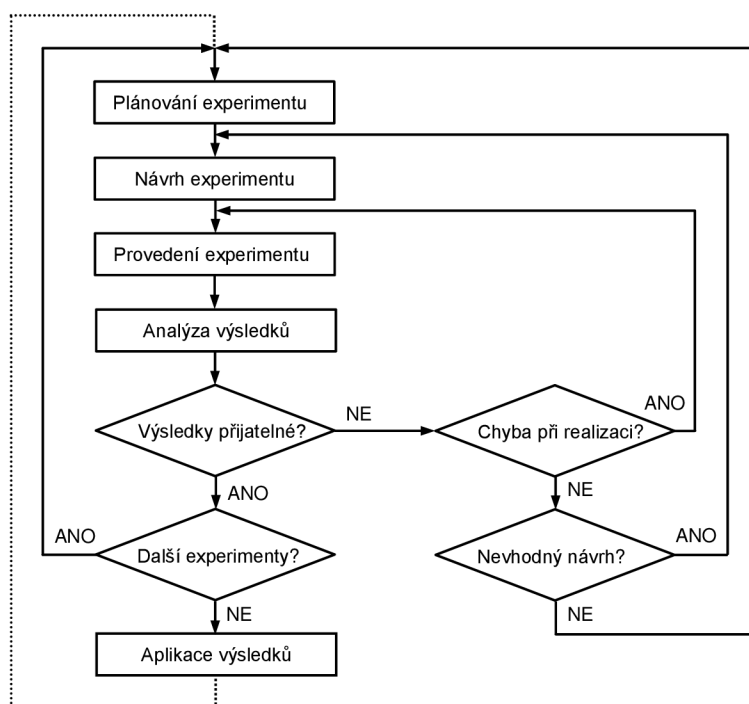 Plánování experimentu
Návrh experimentu
Provedení experimentu
Analýza výsledků
Výsledky přijatelné?
NE
Chyba při realizaci?
ANO
ANO
NE
ANO
Další experimenty?
Nevhodný návrh?
ANO
NE
NE
Aplikace výsledků